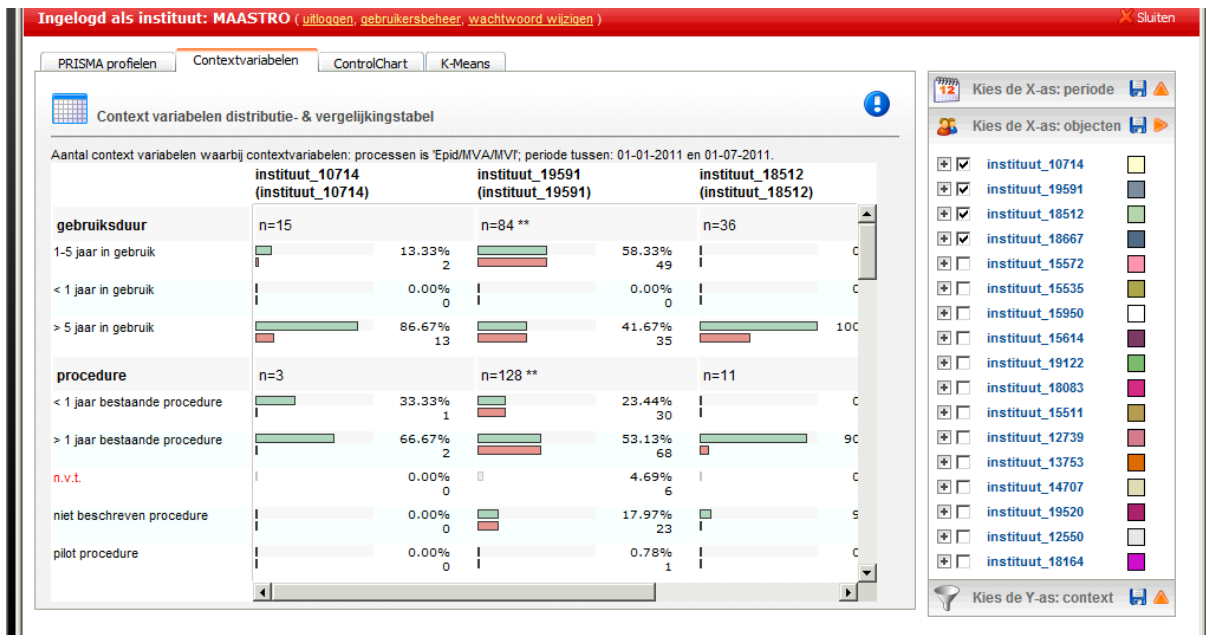 Ingelogd als instituut: MAASTRO ( uitloggen, gebruikersbeheer, wachtwoord wijzigen ) Sluiten
PRISMA profielen Contextvariabelen ControlChart K-Means
Context variabelen distributie- & vergelijkingstabel
Aantal context variabelen waarbij contextvariabelen: processen is 'Epid/MVA/MVI'; periode tussen: 01-01-2011 en 01-07-2011.
instituut_10714 instituut_19591 instituut_18512
(instituut_10714) (instituut_19591) (instituut_18512)
gebruiksduur n=15 n=84 ** n=36
1-5 jaar in gebruik 13.33% 58.33%
2 49
< 1 jaar in gebruik 0.00% 0.00%
0 0
> 5 jaar in gebruik 86.67% 41.67% 100
13 35
procedure n=3 n=128 ** n=11
< 1 jaar bestaande procedure 33.33% 23.44%
1 30
> 1 jaar bestaande procedure 66.67% 53.13% 90
2 68
n.v.t. 0.00% 4.69%
0 6
niet beschreven procedure 0.00% 17.97% 9
0 23
pilot procedure 0.00% 0.78%
0 1
12 Kies de X-as: periode
Kies de X-as: objecten
instituut_10714
instituut_19591
instituut_18512
instituut_18667
instituut_15572
instituut_15535
instituut_15950
instituut_15614
instituut_19122
instituut_18083
instituut_15511
instituut_12739
instituut_13753
instituut_14707
instituut_19520
instituut_12550
instituut_18164
Kies de Y-as: context